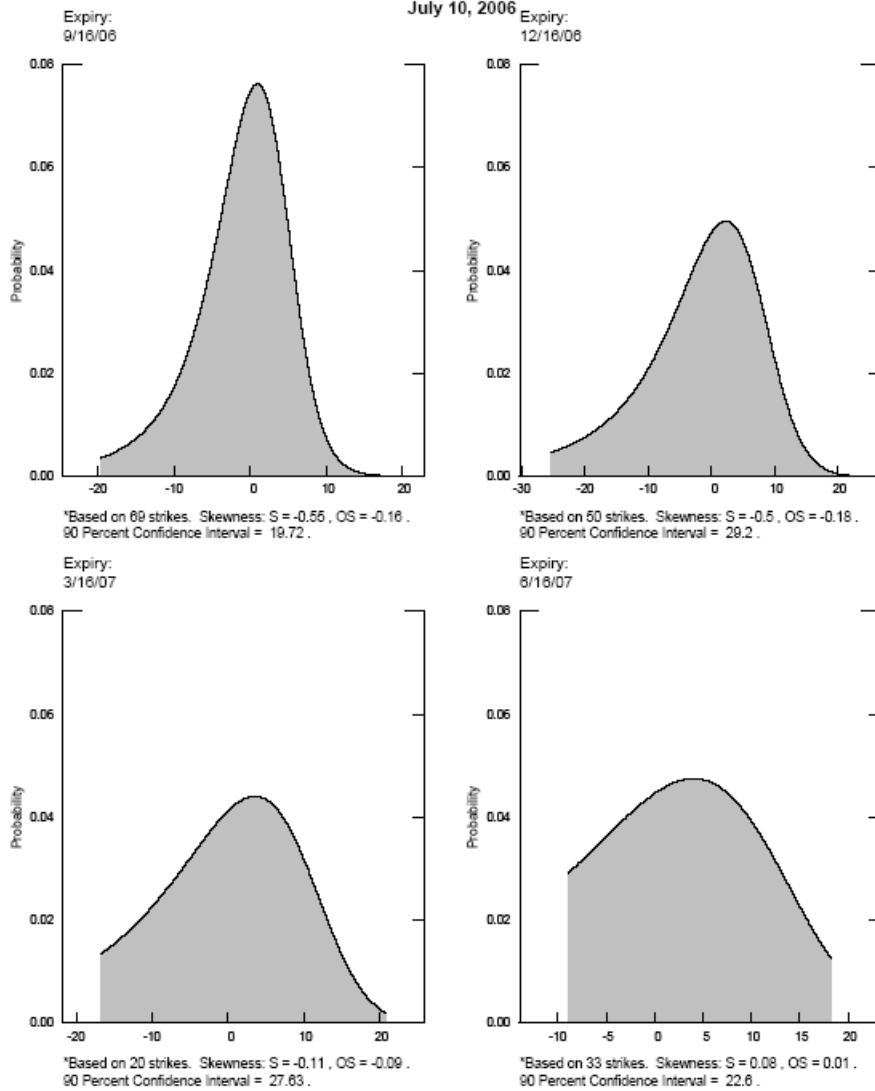 July 10, 2006
Expiry:
9/16/06
0.08
0.06
0.04
0.02
0.00
Probability
-20
-10
0
10
20
*Based on 69 strikes. Skewness: S = -0.55 , OS = -0.16 .
90 Percent Confidence Interval = 19.72 .
Expiry:
12/16/06
0.08
0.06
0.04
0.02
0.00
Probability
-30
-20
-10
0
10
20
*Based on 50 strikes. Skewness: S = -0.5 , OS = -0.18 .
90 Percent Confidence Interval = 29.2 .
Expiry:
3/16/07
0.08
0.06
0.04
0.02
0.00
Probability
-20
-10
0
10
20
*Based on 20 strikes. Skewness: S = -0.11 , OS = -0.09 .
90 Percent Confidence Interval = 27.63 .
Expiry:
6/16/07
0.08
0.06
0.04
0.02
0.00
Probability
-10
-5
0
5
10
15
20
*Based on 33 strikes. Skewness: S = 0.08 , OS = 0.01 .
90 Percent Confidence Interval = 22.6 .